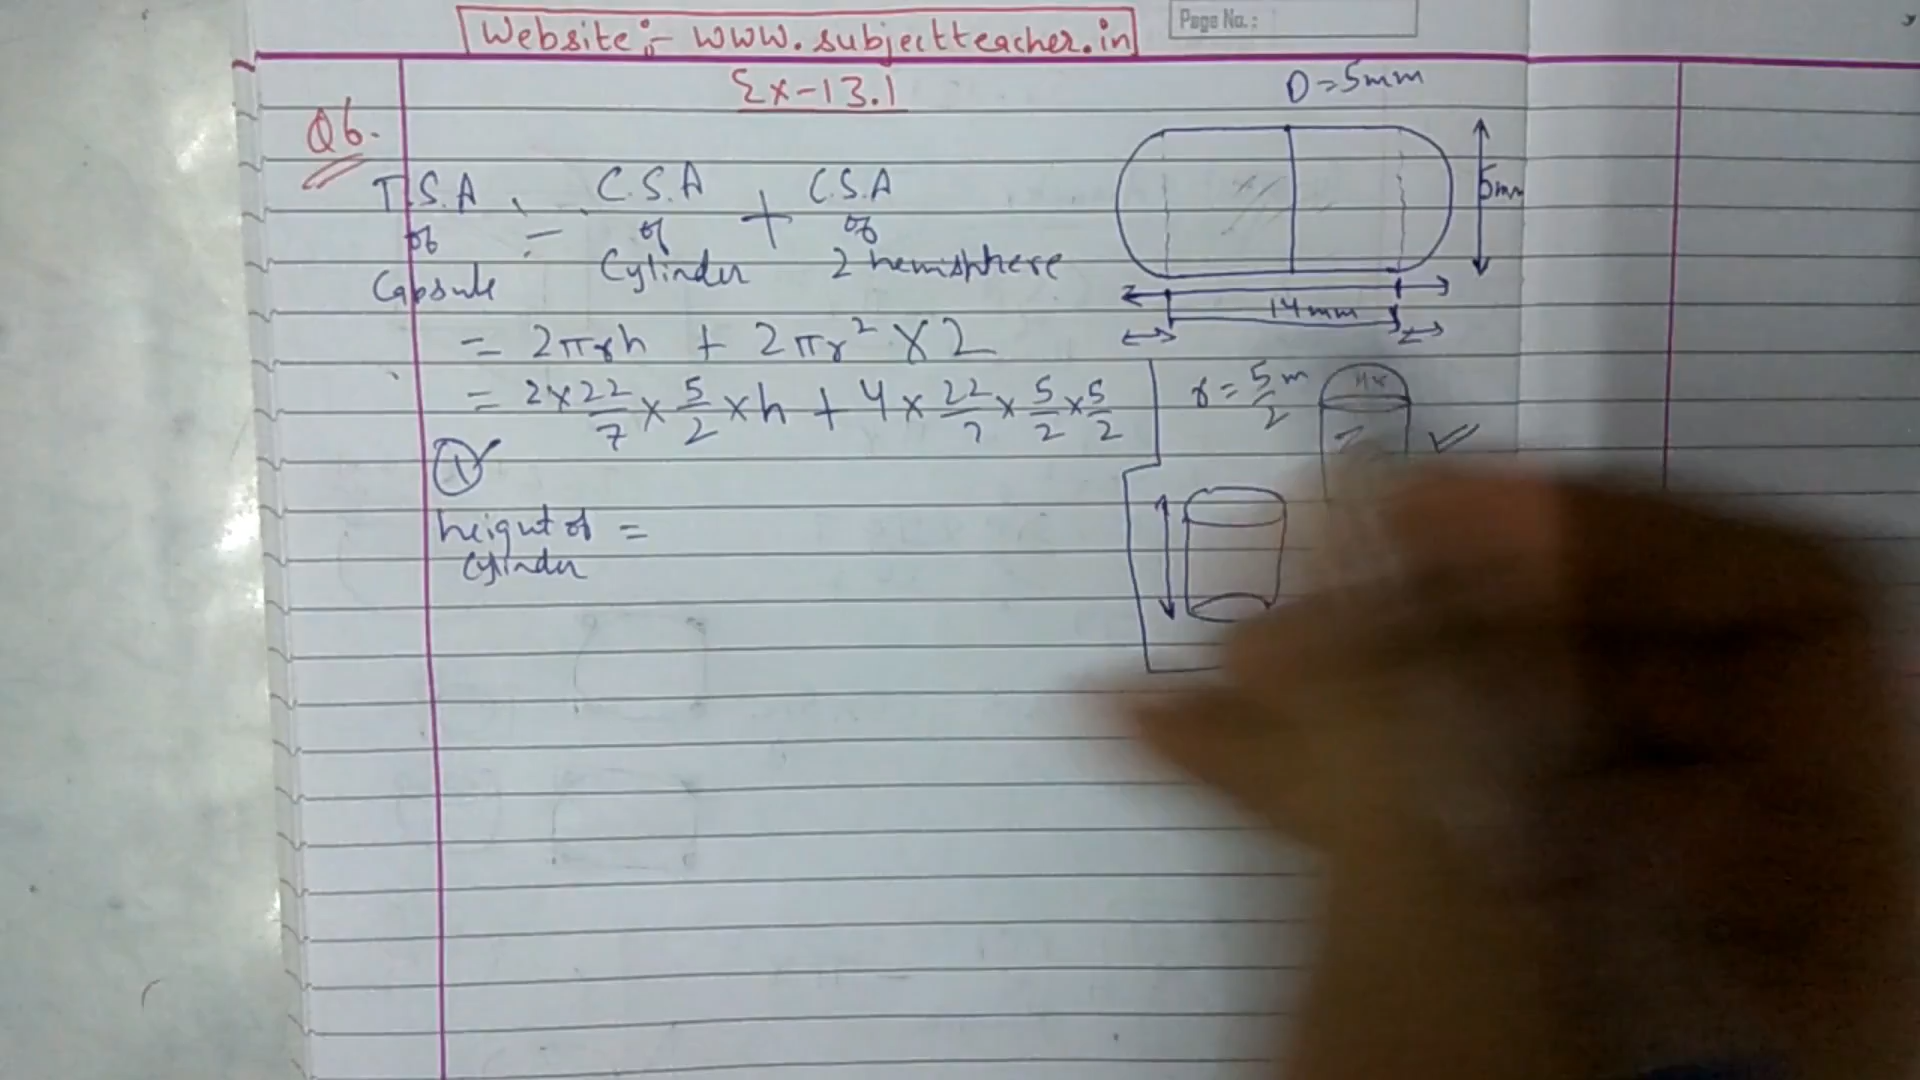 Website :- www.subjectteacher.in
Page No.:
Ex-13.1
D=5mm
Q6.
T.S.A of Capsule = C.S.A of Cylinder + C.S.A of 2 hemisphere
5mm
14mm
= 2πrh + 2πr² × 2
= 2×22/7 × 5/2 × h + 4 × 22/7 × 5/2 × 5/2
r = 5/2 m
①
height of =
Cylinder